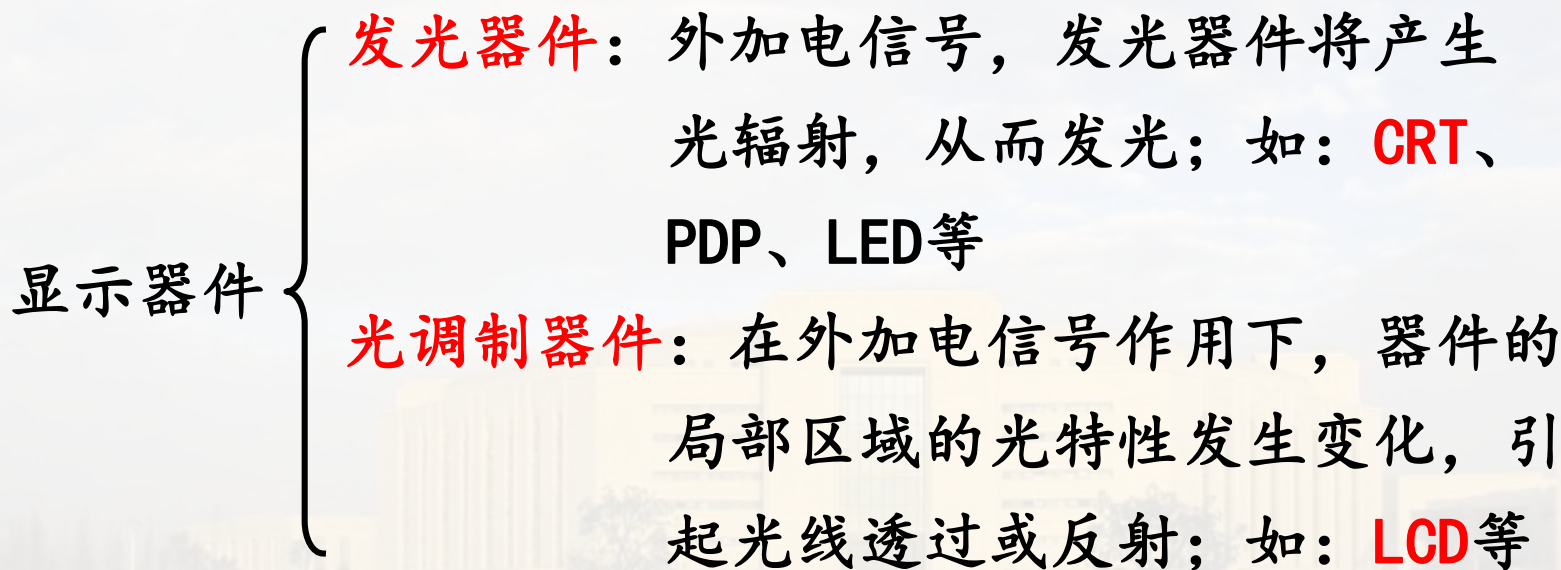 发光器件：外加电信号，发光器件将产生
光辐射，从而发光；如：CRT、
PDP、LED等
显示器件
光调制器件：在外加电信号作用下，器件的
局部区域的光特性发生变化，引
起光线透过或反射；如：LCD等